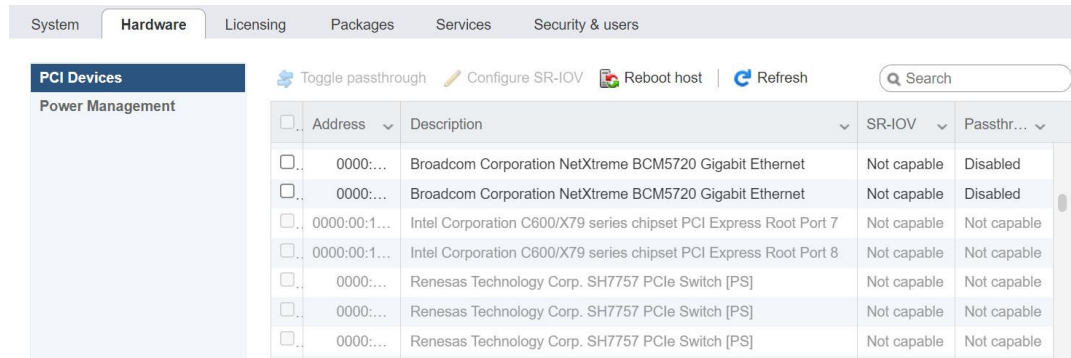 System Hardware Licensing Packages Services Security & users
PCI Devices
Power Management
Toggle passthrough Configure SR-IOV Reboot host Refresh Search
Address Description SR-IOV Passthr...
0000:... Broadcom Corporation NetXtreme BCM5720 Gigabit Ethernet Not capable Disabled
0000:... Broadcom Corporation NetXtreme BCM5720 Gigabit Ethernet Not capable Disabled
0000:00:1... Intel Corporation C600/X79 series chipset PCI Express Root Port 7 Not capable Not capable
0000:00:1... Intel Corporation C600/X79 series chipset PCI Express Root Port 8 Not capable Not capable
0000:... Renesas Technology Corp. SH7757 PCIe Switch [PS] Not capable Not capable
0000:... Renesas Technology Corp. SH7757 PCIe Switch [PS] Not capable Not capable
0000:... Renesas Technology Corp. SH7757 PCIe Switch [PS] Not capable Not capable